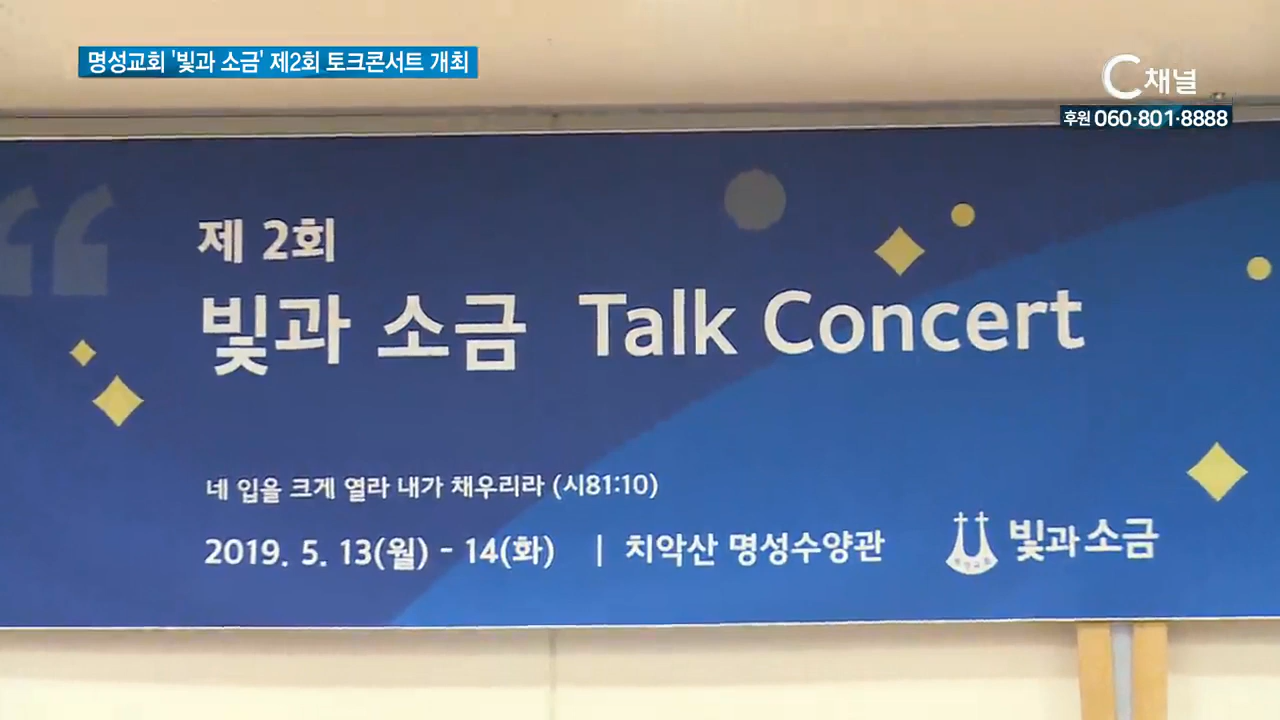 명성교회 '빛과 소금' 제2회 토크콘서트 개최
C채널
후원 060·801·8888
제 2회
빛과 소금 Talk Concert
네 입을 크게 열라 내가 채우리라 (시81:10)
2019. 5. 13(월) - 14(화) | 치악산 명성수양관
빛과 소금